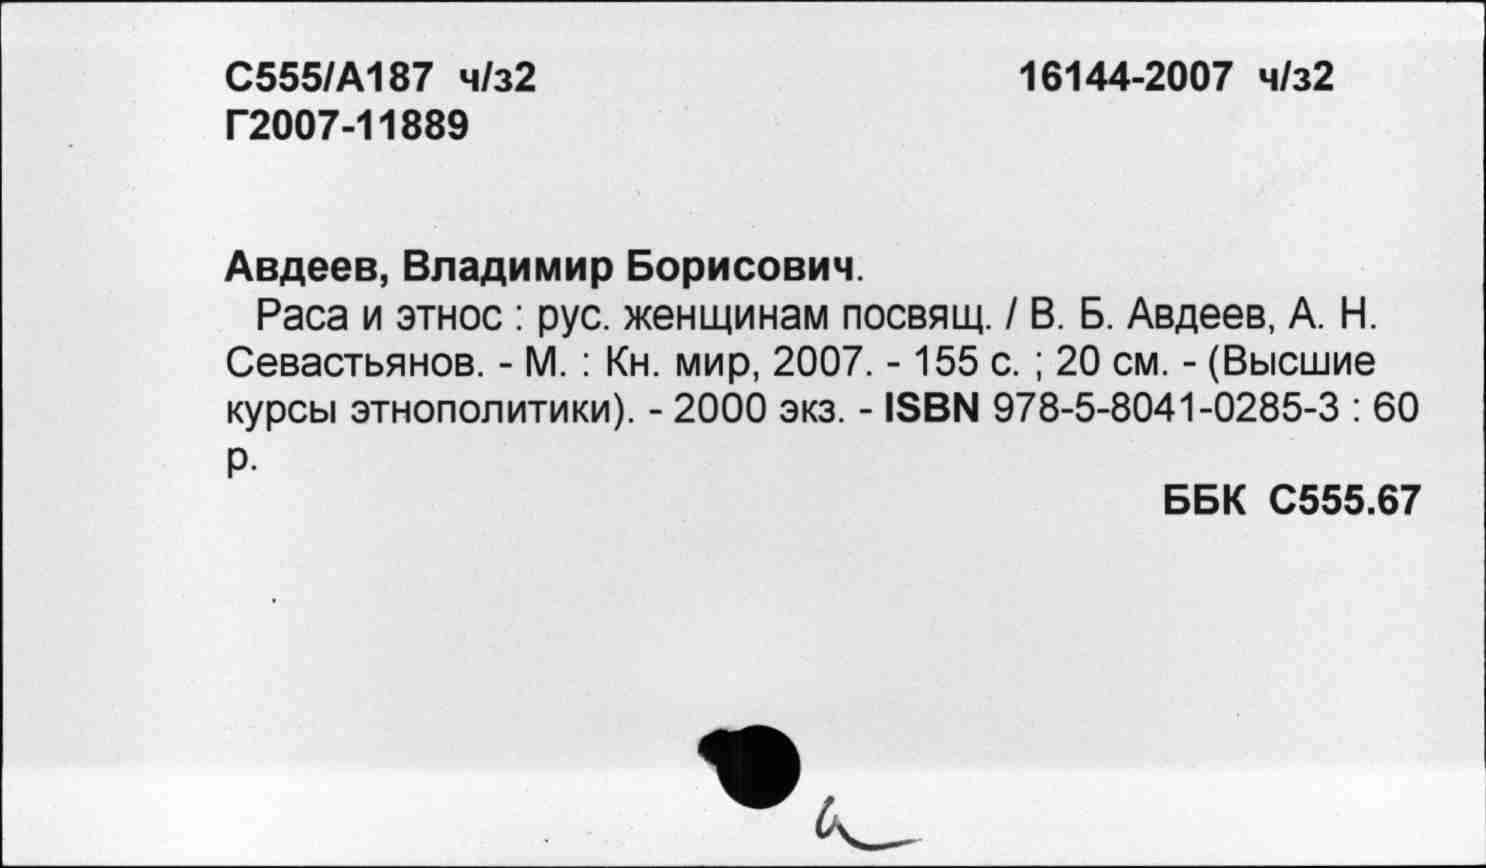 С555/А187 ч/з2 16144-2007 ч/з2
Г2007-11889
Авдеев, Владимир Борисович.
Раса и этнос : рус. женщинам посвящ. / В. Б. Авдеев, А. Н.
Севастьянов. - М. : Кн. мир, 2007. - 155 с. ; 20 см. - (Высшие
курсы этнополитики). - 2000 экз. - ISBN 978-5-8041-0285-3 : 60
р.
ББК С555.67